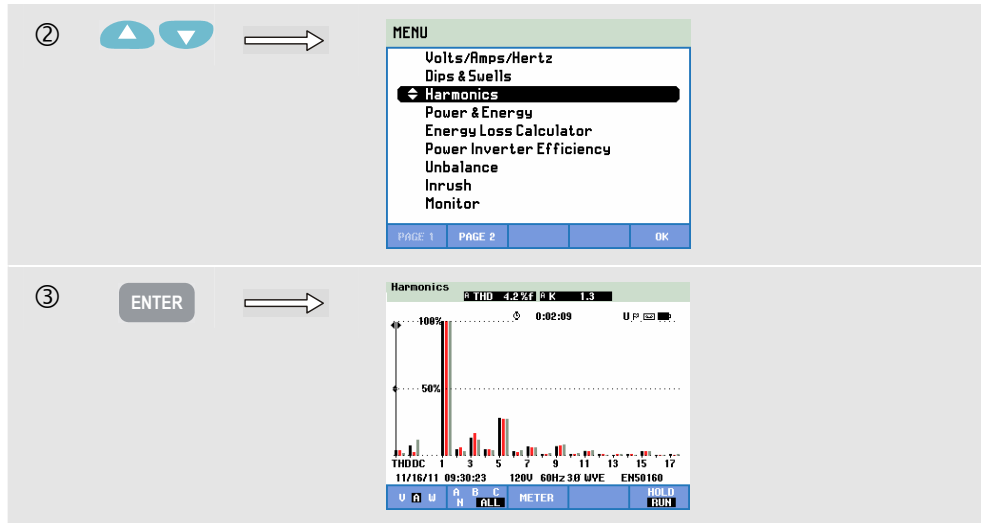 ②
MENU
Volts/Amps/Hertz
Dips & Swells
Harmonics
Power & Energy
Energy Loss Calculator
Power Inverter Efficiency
Unbalance
Inrush
Monitor
PAGE 1 PAGE 2 OK
③
ENTER
Harmonics
A THD 4.2%f A K 1.3
0:02:09 U
100%
50%
THD DC 1 3 5 7 9 11 13 15 17
11/16/11 09:30:23 120V 60Hz 3Ø WYE EN50160
V A W A B C METER HOLD
N ALL RUN